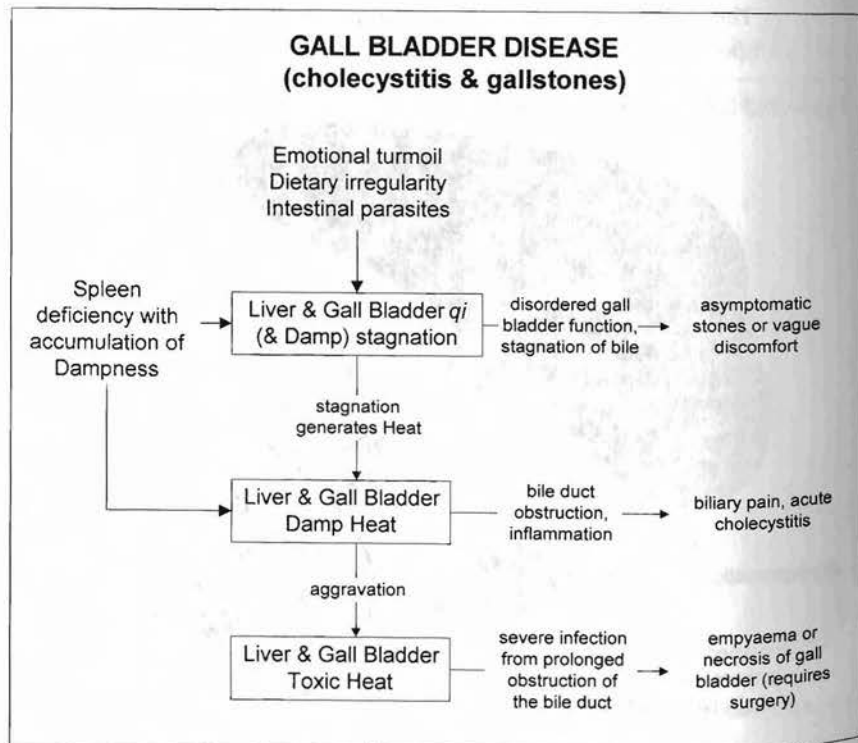 GALL BLADDER DISEASE
(cholecystitis & gallstones)
Emotional turmoil
Dietary irregularity
Intestinal parasites
Spleen
deficiency with
accumulation of
Dampness
Liver & Gall Bladder qi
(& Damp) stagnation
disordered gall
bladder function,
stagnation of bile
asymptomatic
stones or vague
discomfort
stagnation
generates Heat
Liver & Gall Bladder
Damp Heat
bile duct
obstruction,
inflammation
biliary pain, acute
cholecystitis
aggravation
Liver & Gall Bladder
Toxic Heat
severe infection
from prolonged
obstruction of
the bile duct
empyaema or
necrosis of gall
bladder (requires
surgery)